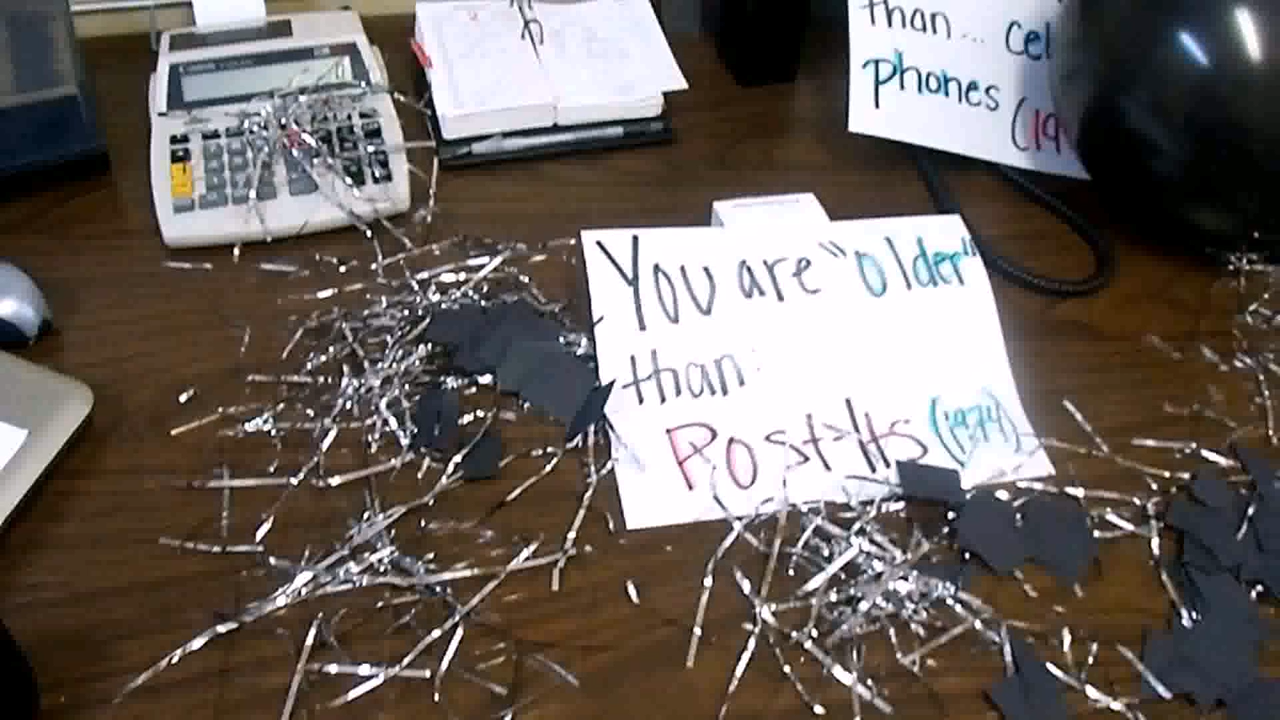 than... Cel
phones
(19
You are "older"
than:
Post-Its (1974)